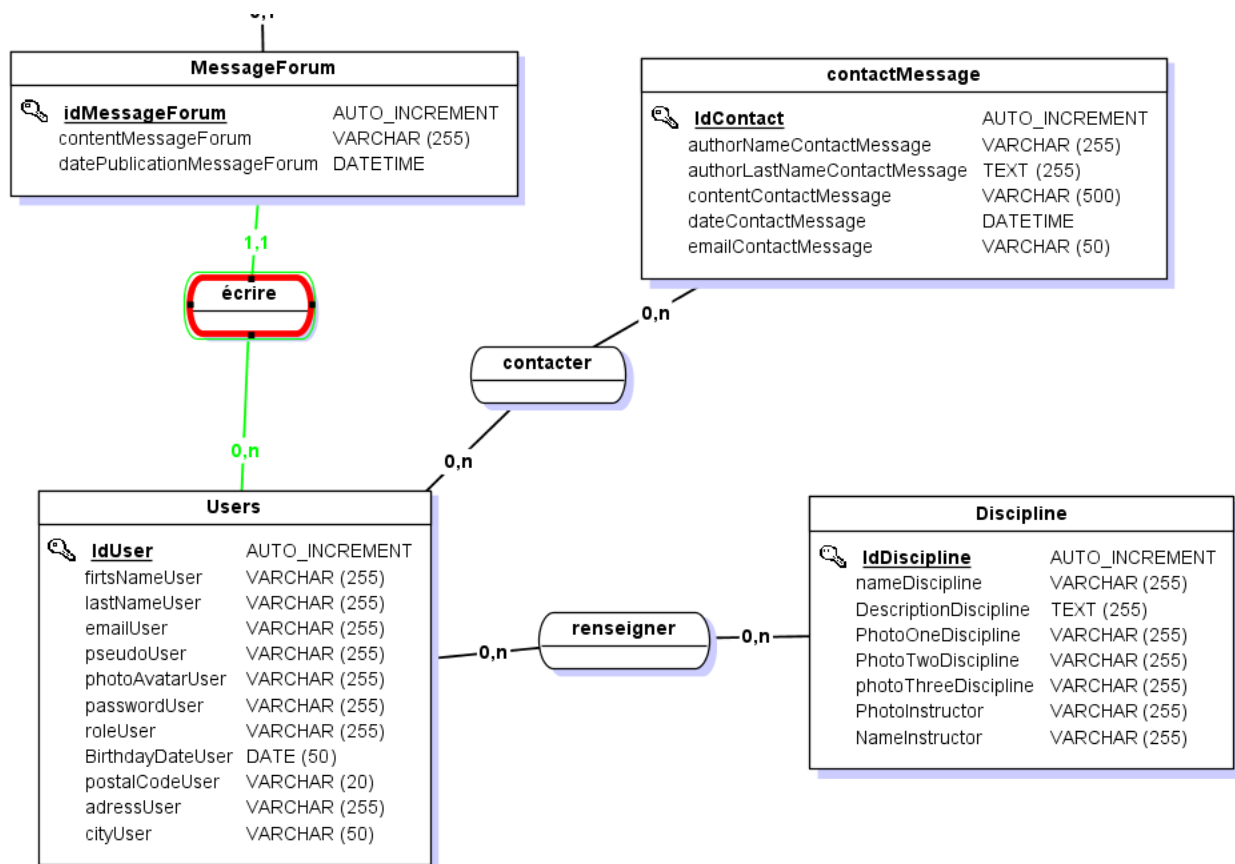 0,1
MessageForum
idMessageForum AUTO_INCREMENT
contentMessageForum VARCHAR (255)
datePublicationMessageForum DATETIME
1,1
écrire
0,n
contactMessage
IdContact AUTO_INCREMENT
authorNameContactMessage VARCHAR (255)
authorLastNameContactMessage TEXT (255)
contentContactMessage VARCHAR (500)
dateContactMessage DATETIME
emailContactMessage VARCHAR (50)
0,n
contacter
0,n
Users
IdUser AUTO_INCREMENT
firtsNameUser VARCHAR (255)
lastNameUser VARCHAR (255)
emailUser VARCHAR (255)
pseudoUser VARCHAR (255)
photoAvatarUser VARCHAR (255)
passwordUser VARCHAR (255)
roleUser VARCHAR (255)
BirthdayDateUser DATE (50)
postalCodeUser VARCHAR (20)
adressUser VARCHAR (255)
cityUser VARCHAR (50)
0,n
renseigner
0,n
Discipline
IdDiscipline AUTO_INCREMENT
nameDiscipline VARCHAR (255)
DescriptionDiscipline TEXT (255)
PhotoOneDiscipline VARCHAR (255)
PhotoTwoDiscipline VARCHAR (255)
photoThreeDiscipline VARCHAR (255)
PhotoInstructor VARCHAR (255)
NameInstructor VARCHAR (255)